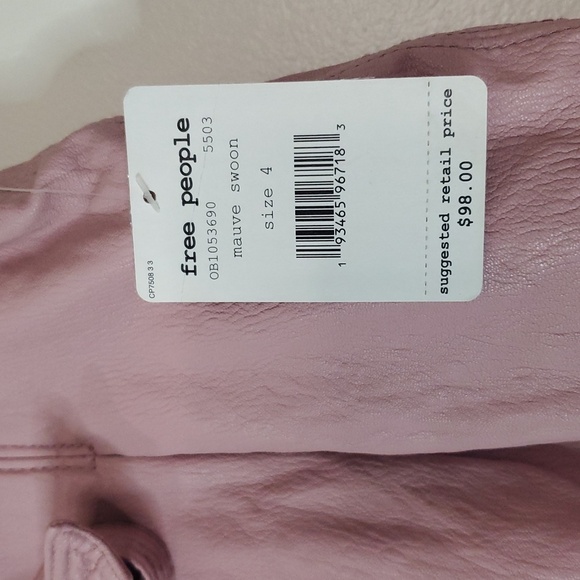 free people
OB1053690 5503
mauve swoon
size 4
1 93465 96718 3
suggested retail price
$98.00
CP7508 3 3